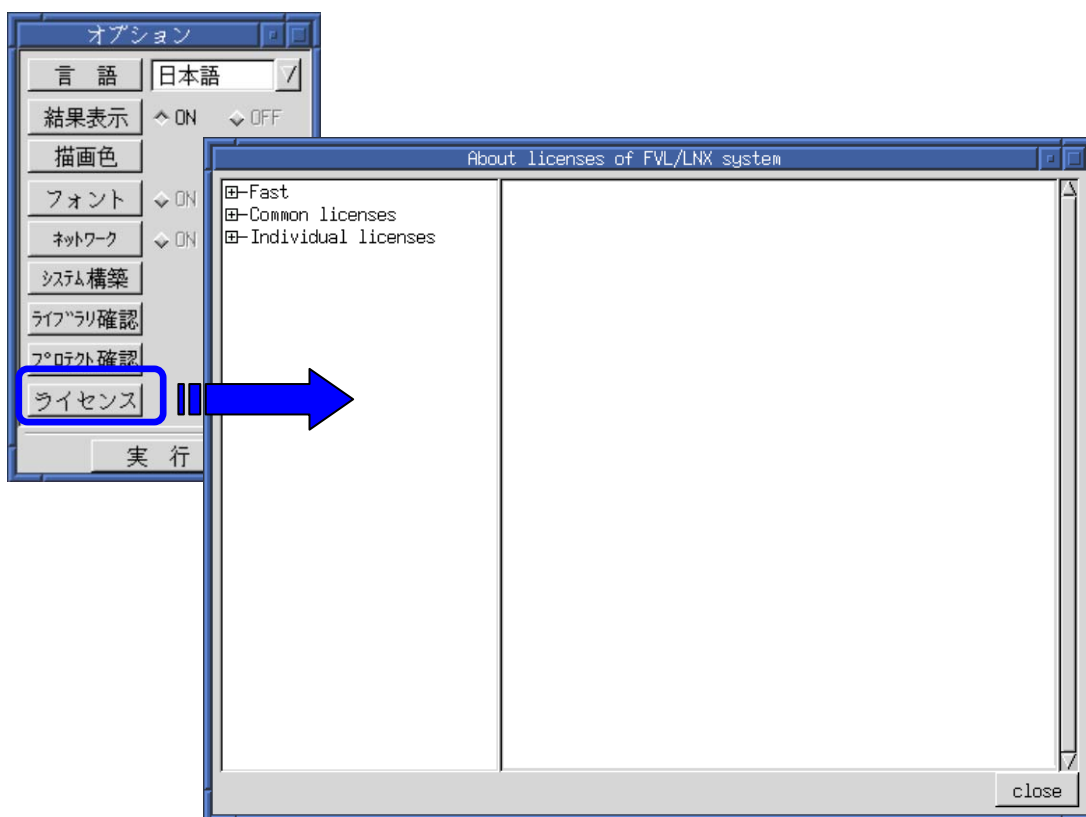 オプション
言 語 日本語
結果表示 ON OFF
描画色
フォント ON
ネットワーク ON
システム構築
ライブラリ確認
プロテクト確認
ライセンス
実 行
About licenses of FVL/LNX system
Fast
Common licenses
Individual licenses
close